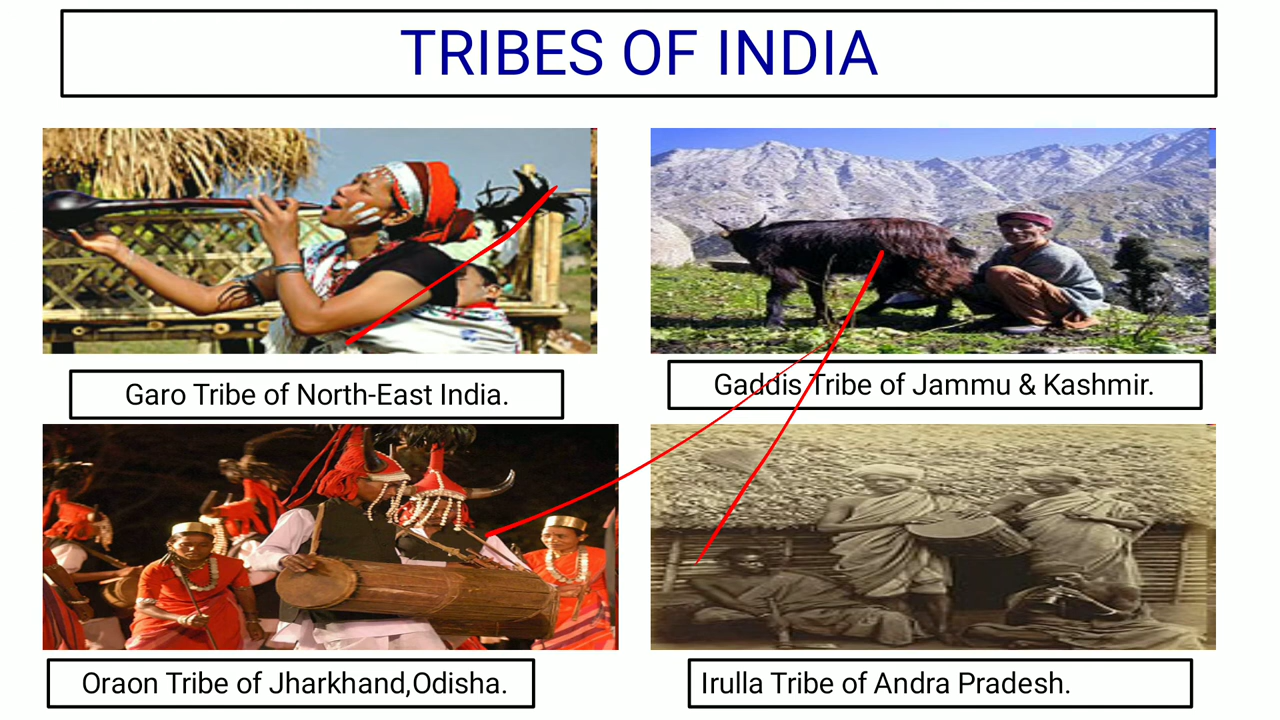 TRIBES OF INDIA
Garo Tribe of North-East India.
Gaddis Tribe of Jammu & Kashmir.
Oraon Tribe of Jharkhand,Odisha.
Irulla Tribe of Andra Pradesh.